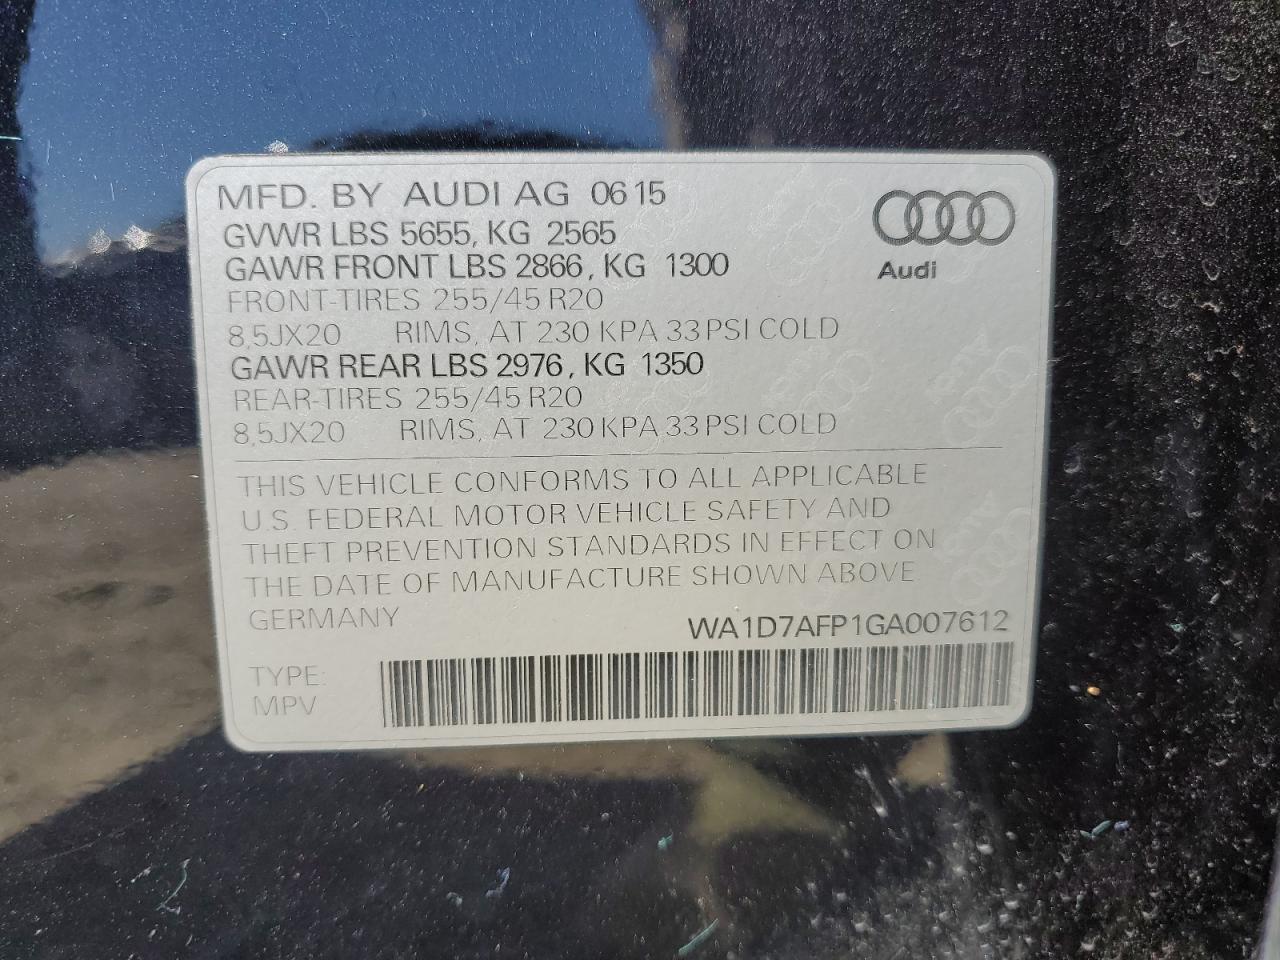 MFD. BY AUDI AG 0615
GVWR LBS 5655, KG 2565
GAWR FRONT LBS 2866, KG 1300
FRONT-TIRES 255/45 R20
8,5JX20 RIMS, AT 230 KPA 33 PSI COLD
GAWR REAR LBS 2976, KG 1350
REAR-TIRES 255/45 R20
8,5JX20 RIMS, AT 230 KPA 33 PSI COLD
Audi
THIS VEHICLE CONFORMS TO ALL APPLICABLE
U.S. FEDERAL MOTOR VEHICLE SAFETY AND
THEFT PREVENTION STANDARDS IN EFFECT ON
THE DATE OF MANUFACTURE SHOWN ABOVE
GERMANY WA1D7AFP1GA007612
TYPE:
MPV